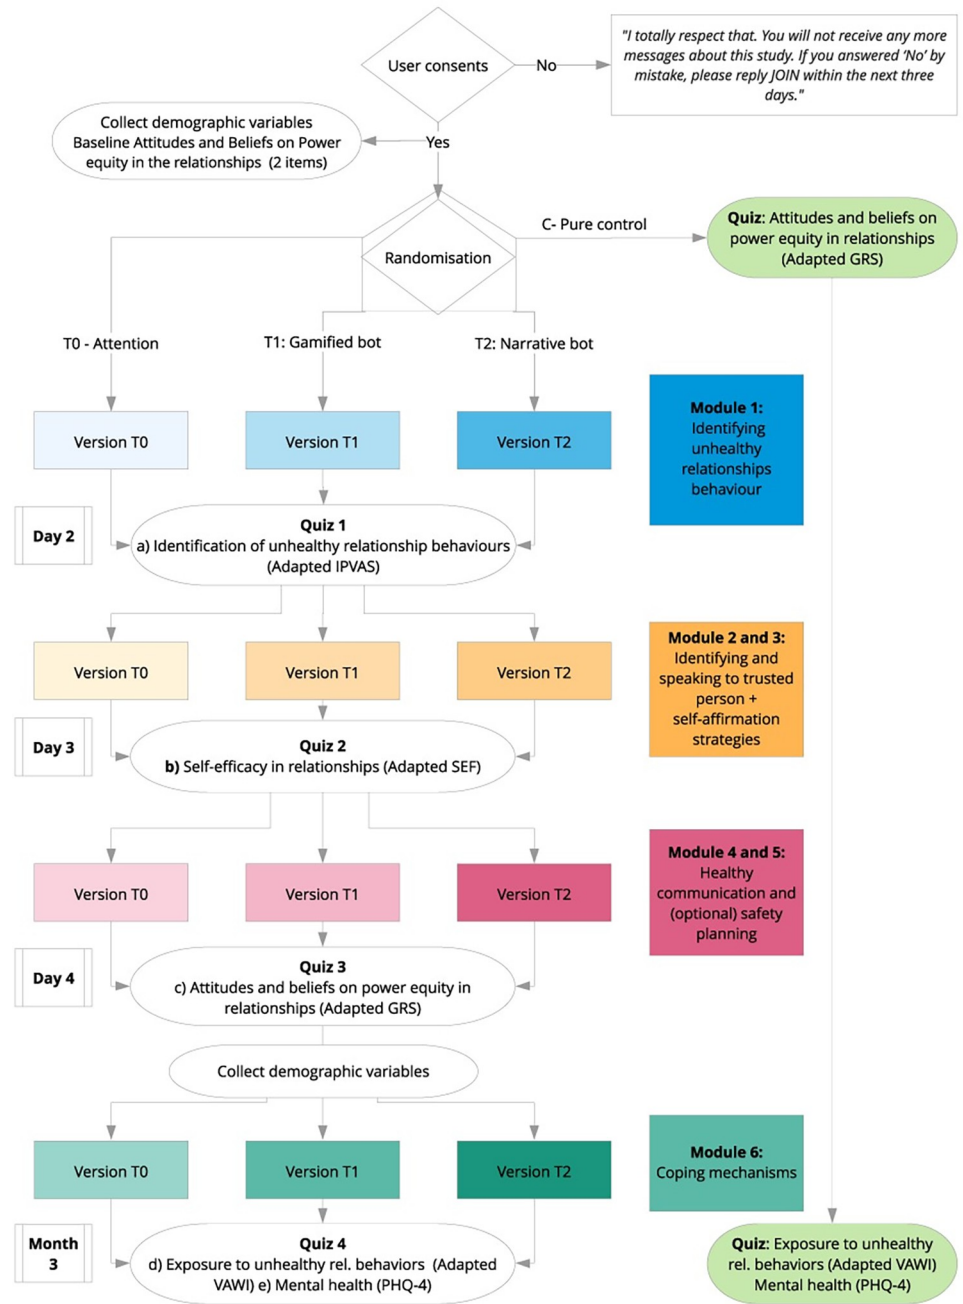 User consents
No
"I totally respect that. You will not receive any more
messages about this study. If you answered ‘No’ by
mistake, please reply JOIN within the next three
days."
Collect demographic variables
Baseline Attitudes and Beliefs on Power
equity in the relationships (2 items)
Yes
Randomisation
C- Pure control
Quiz: Attitudes and beliefs on
power equity in relationships
(Adapted GRS)
T0 - Attention
T1: Gamified bot
T2: Narrative bot
Version T0
Version T1
Version T2
Module 1:
Identifying
unhealthy
relationships
behaviour
Day 2
Quiz 1
a) Identification of unhealthy relationship behaviours
(Adapted IPVAS)
Version T0
Version T1
Version T2
Module 2 and 3:
Identifying and
speaking to trusted
person +
self-affirmation
strategies
Day 3
Quiz 2
b) Self-efficacy in relationships (Adapted SEF)
Version T0
Version T1
Version T2
Module 4 and 5:
Healthy
communication and
(optional) safety
planning
Day 4
Quiz 3
c) Attitudes and beliefs on power equity in
relationships (Adapted GRS)
Collect demographic variables
Version T0
Version T1
Version T2
Module 6:
Coping mechanisms
Month
3
Quiz 4
d) Exposure to unhealthy rel. behaviors (Adapted
VAWI) e) Mental health (PHQ-4)
Quiz: Exposure to unhealthy
rel. behaviors (Adapted VAWI)
Mental health (PHQ-4)